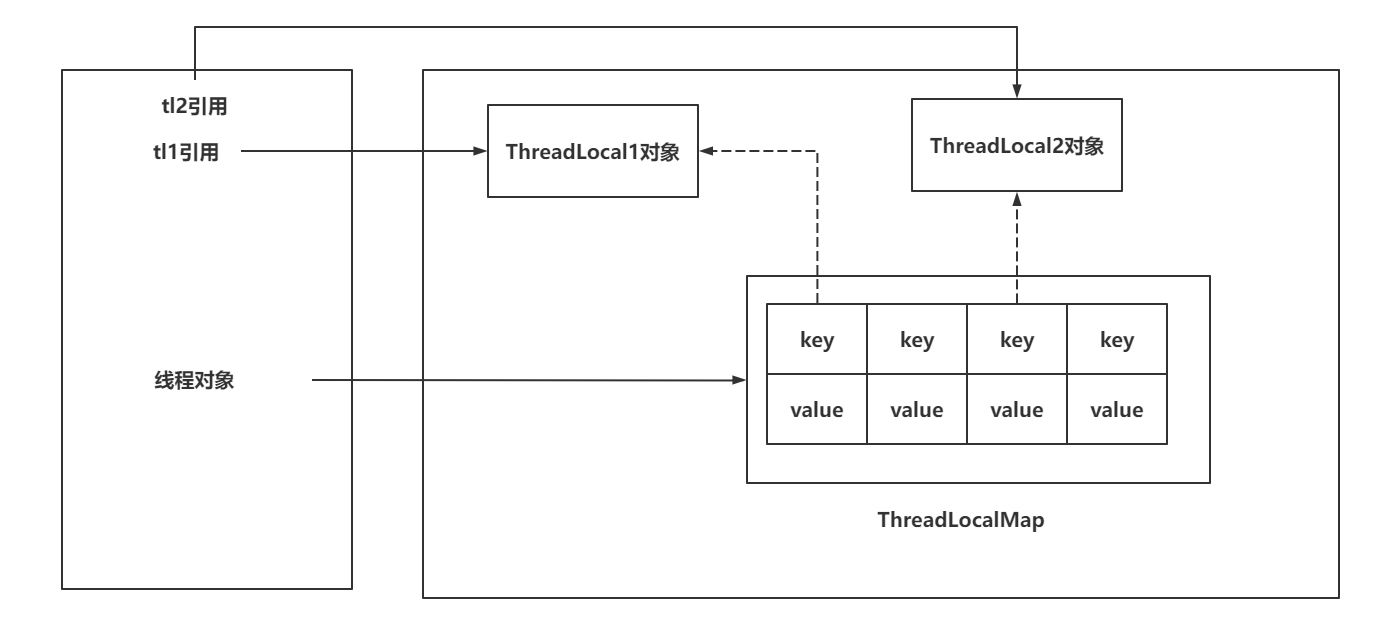 tl2引用
tl1引用
ThreadLocal1对象
ThreadLocal2对象
线程对象
key key key key
value value value value
ThreadLocalMap